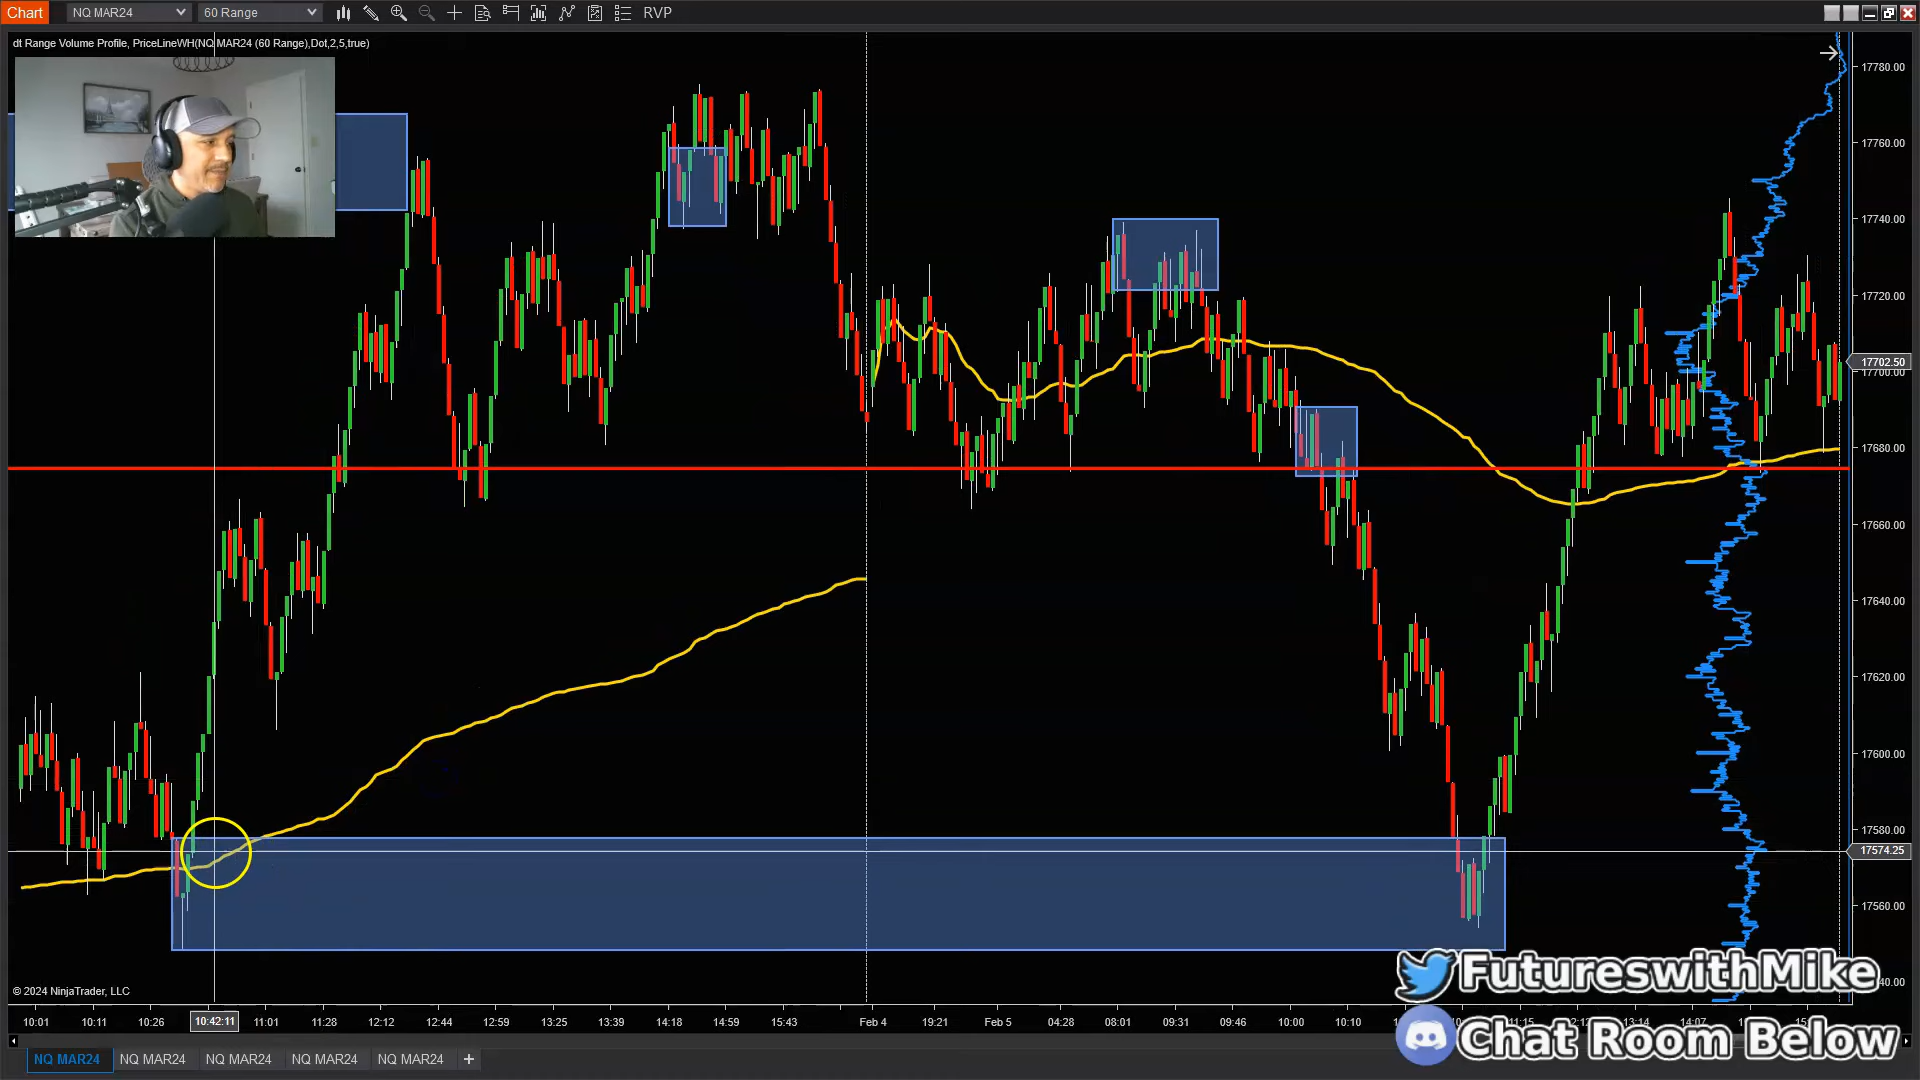 Chart NQ MAR24 60 Range RVP
dt Range Volume Profile, PriceLineWH(NQ MAR24 (60 Range),Dot,2,5,true)
17780.00
17760.00
17740.00
17720.00
17702.50
17700.00
17680.00
17660.00
17640.00
17620.00
17600.00
17580.00
17574.25
17560.00
FutureswithMike
© 2024 NinjaTrader, LLC
10:01 10:11 10:26 10:42:11 11:01 11:28 12:12 12:44 12:59 13:25 13:39 14:18 14:59 15:43 Feb 4 19:21 Feb 5 04:28 08:01 09:31 09:46 10:00 10:10 13:14 14:07
Chat Room Below
NQ MAR24 NQ MAR24 NQ MAR24 NQ MAR24 NQ MAR24 +